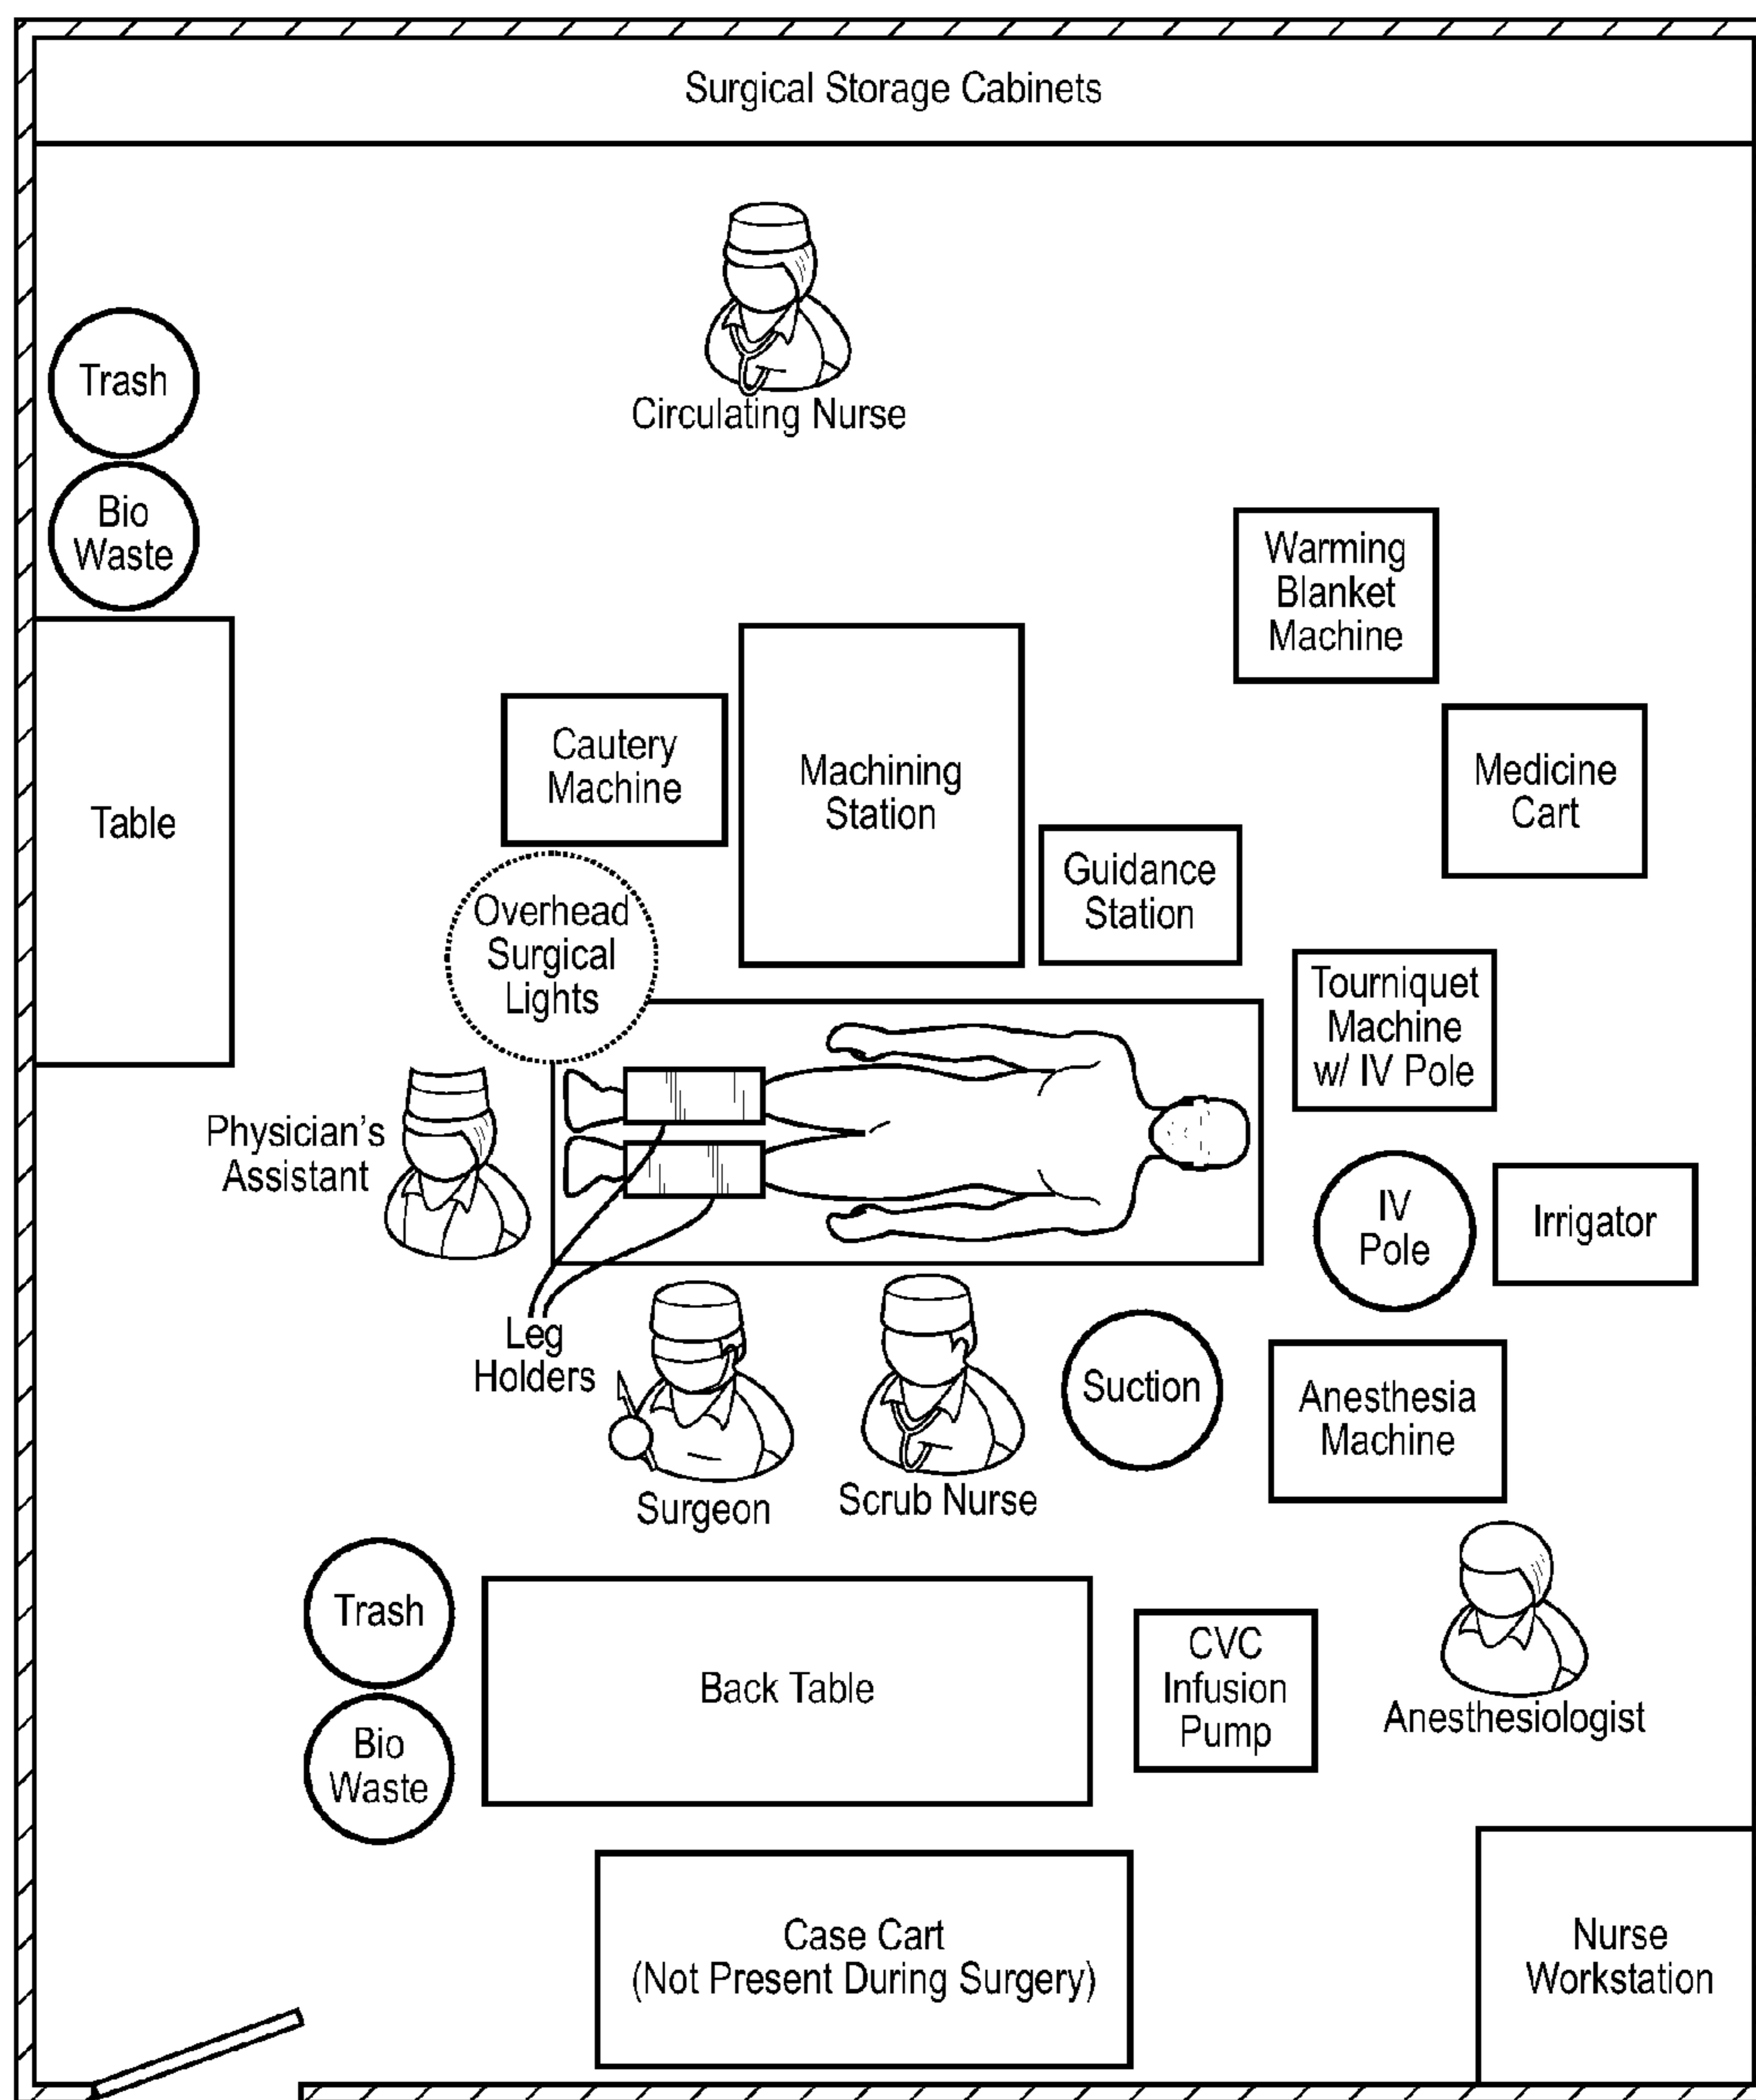 Surgical Storage Cabinets
Circulating Nurse
Trash
Bio
Waste
Warming
Blanket
Machine
Cautery
Machine
Machining
Station
Medicine
Cart
Table
Guidance
Station
Overhead
Surgical
Lights
Tourniquet
Machine
w/ IV Pole
Physician's
Assistant
IV
Pole
Irrigator
Leg
Holders
Suction
Anesthesia
Machine
Surgeon
Scrub Nurse
Trash
Back Table
CVC
Infusion
Pump
Anesthesiologist
Bio
Waste
Case Cart
(Not Present During Surgery)
Nurse
Workstation